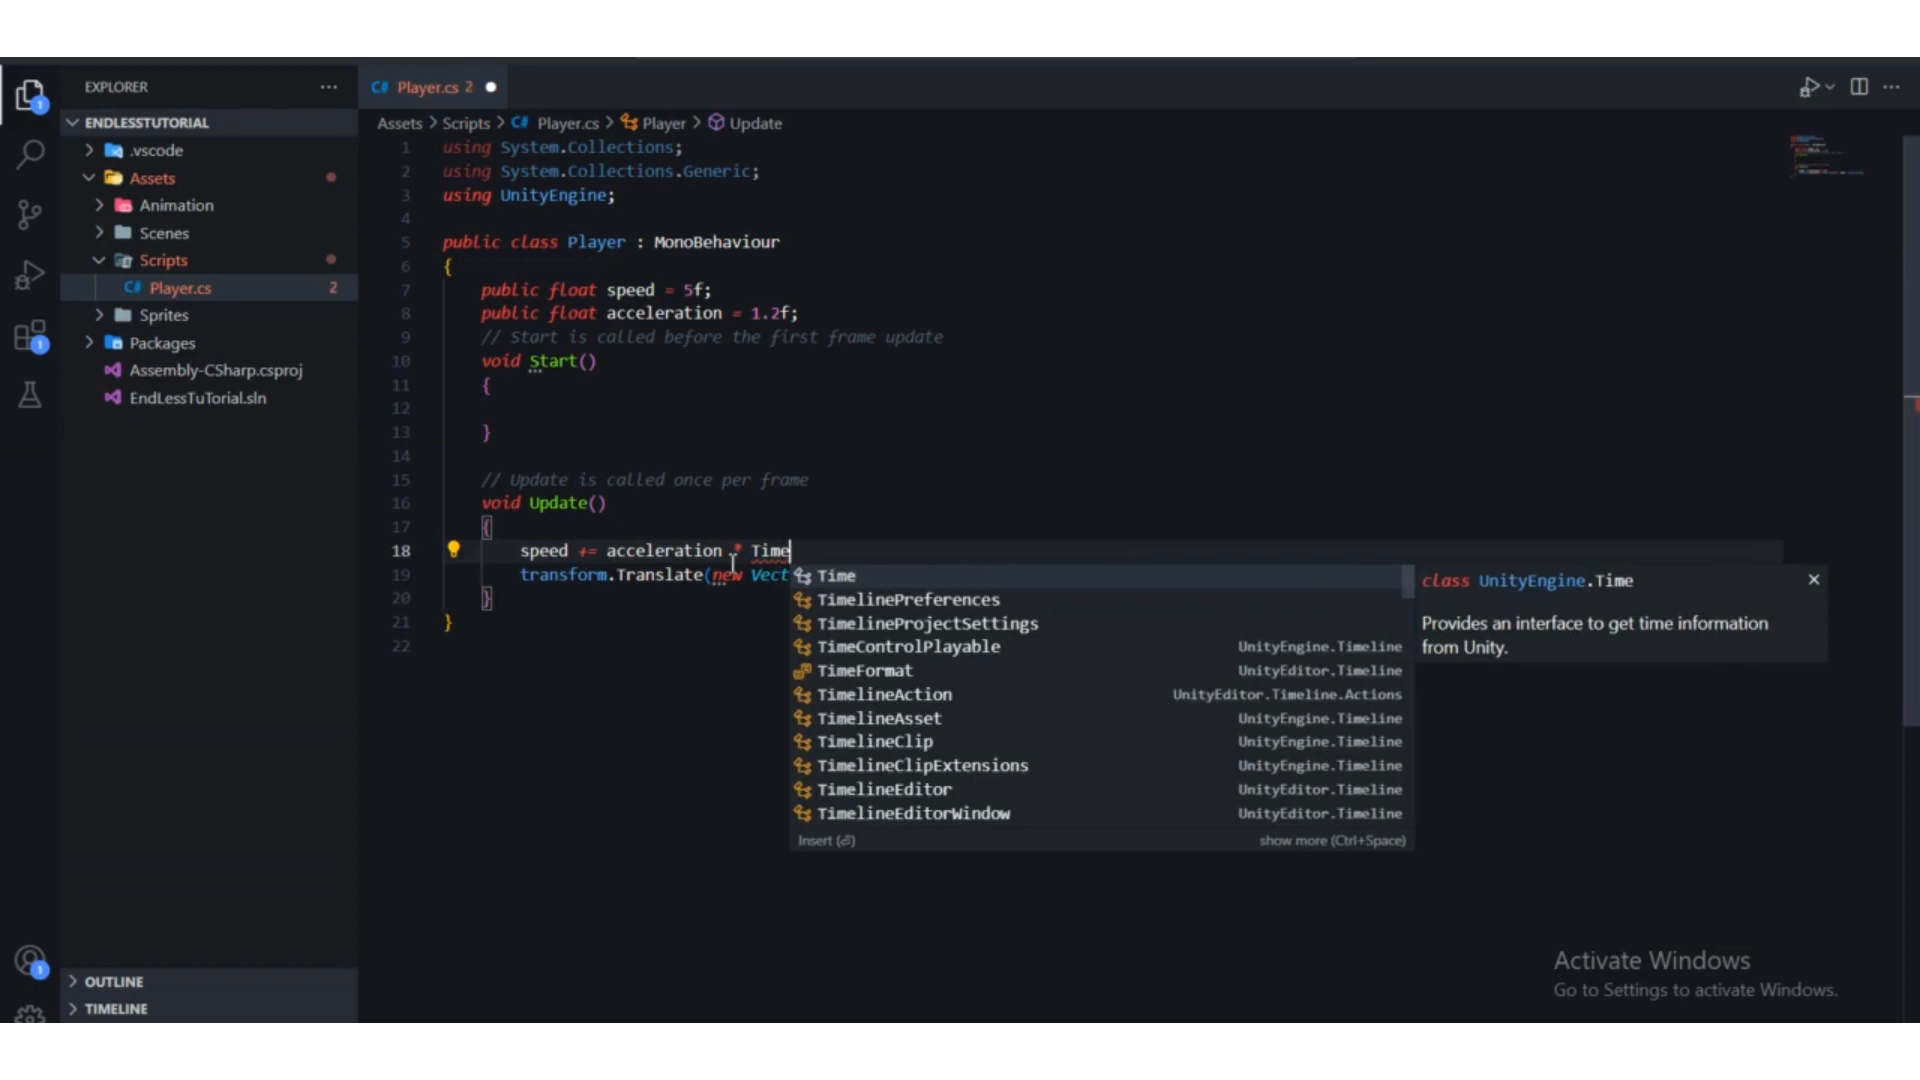 EXPLORER
ENDLESSTUTORIAL
.vscode
Assets
Animation
Scenes
Scripts
C# Player.cs 2
Sprites
Packages
Assembly-CSharp.csproj
EndLessTuTorial.sln
OUTLINE
TIMELINE
1
1
1
C# Player.cs 2
Assets > Scripts > C# Player.cs > Player > Update
1 using System.Collections;
2 using System.Collections.Generic;
3 using UnityEngine;
4
5 public class Player : MonoBehaviour
6 {
7 public float speed = 5f;
8 public float acceleration = 1.2f;
9 // Start is called before the first frame update
10 void Start()
11 {
12
13 }
14
15 // Update is called once per frame
16 void Update()
17 {
18 speed += acceleration * Time
19 transform.Translate(new Vect
20 }
21 }
22
Time
TimelinePreferences
TimelineProjectSettings
TimeControlPlayable UnityEngine.Timeline
TimeFormat UnityEditor.Timeline
TimelineAction UnityEditor.Timeline.Actions
TimelineAsset UnityEngine.Timeline
TimelineClip UnityEngine.Timeline
TimelineClipExtensions UnityEngine.Timeline
TimelineEditor UnityEditor.Timeline
TimelineEditorWindow UnityEditor.Timeline
Insert (⏎) show more (Ctrl+Space)
class UnityEngine.Time
Provides an interface to get time information
from Unity.
Activate Windows
Go to Settings to activate Windows.